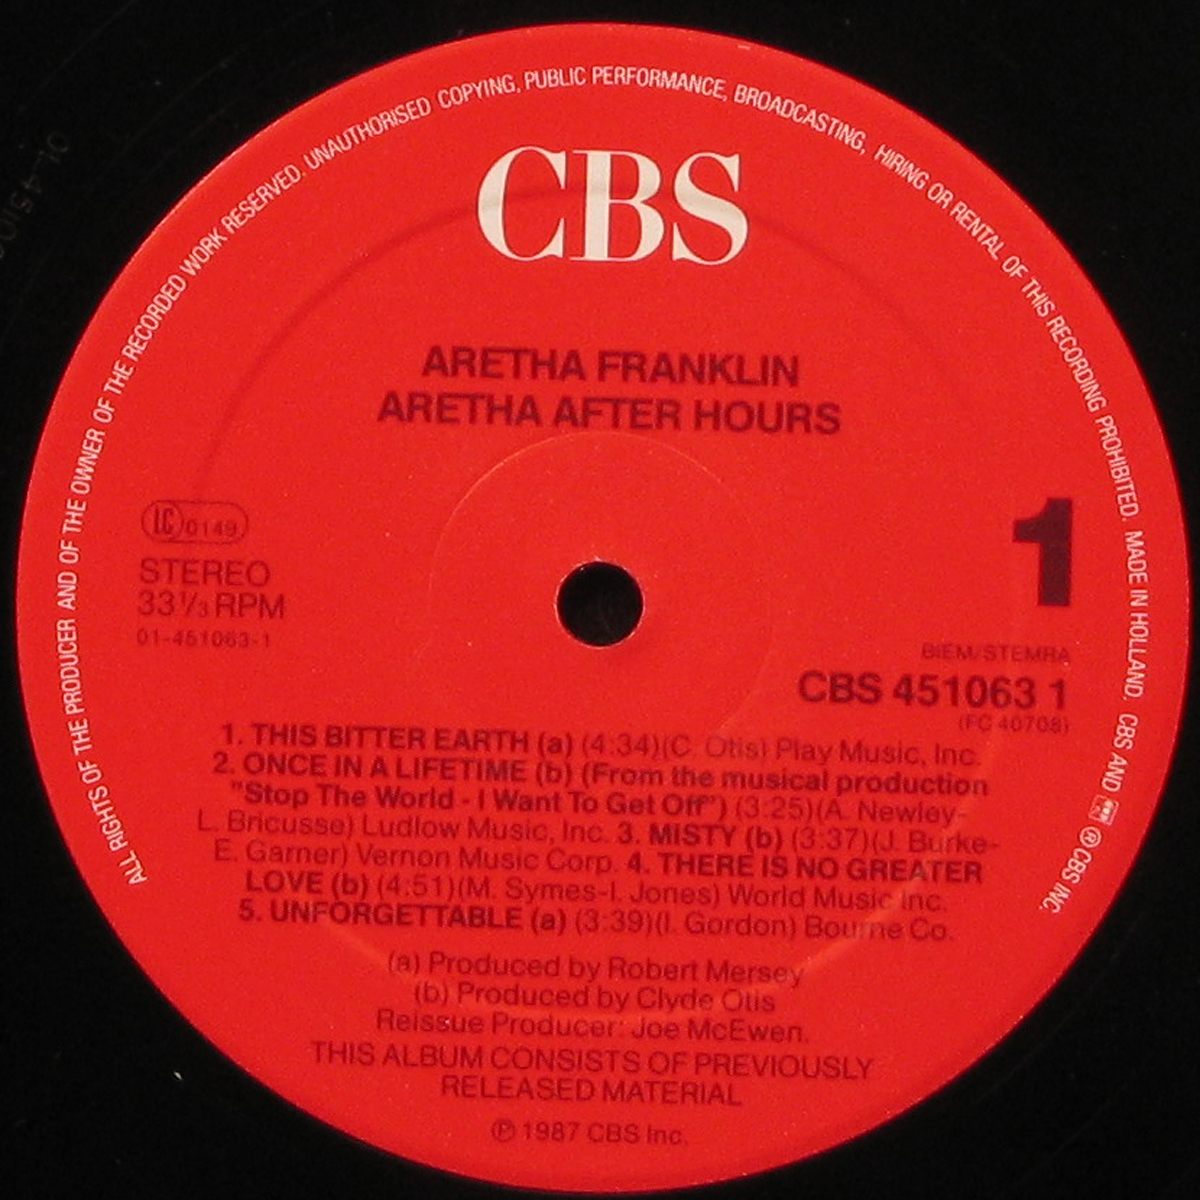 ALL RIGHTS OF THE PRODUCER AND OF THE OWNER OF THE RECORDED WORK RESERVED. UNAUTHORISED COPYING, PUBLIC PERFORMANCE, BROADCASTING, HIRING OR RENTAL OF THIS RECORDING PROHIBITED. MADE IN HOLLAND. CBS AND ® CBS INC.
CBS
ARETHA FRANKLIN
ARETHA AFTER HOURS
LC 0149
STEREO
33 1/3 RPM
01-451063-1
1
BIEM/STEMRA
CBS 451063 1
(FC 40708)
1. THIS BITTER EARTH (a) (4:34)(C. Otis) Play Music, Inc.
2. ONCE IN A LIFETIME (b) (From the musical production
"Stop The World - I Want To Get Off") (3:25)(A. Newley-
L. Bricusse) Ludlow Music, Inc. 3. MISTY (b) (3:37)(J. Burke-
E. Garner) Vernon Music Corp. 4. THERE IS NO GREATER
LOVE (b) (4:51)(M. Symes-I. Jones) World Music Inc.
5. UNFORGETTABLE (a) (3:39)(I. Gordon) Bourne Co.
(a) Produced by Robert Mersey
(b) Produced by Clyde Otis
Reissue Producer: Joe McEwen.
THIS ALBUM CONSISTS OF PREVIOUSLY
RELEASED MATERIAL
℗ 1987 CBS Inc.